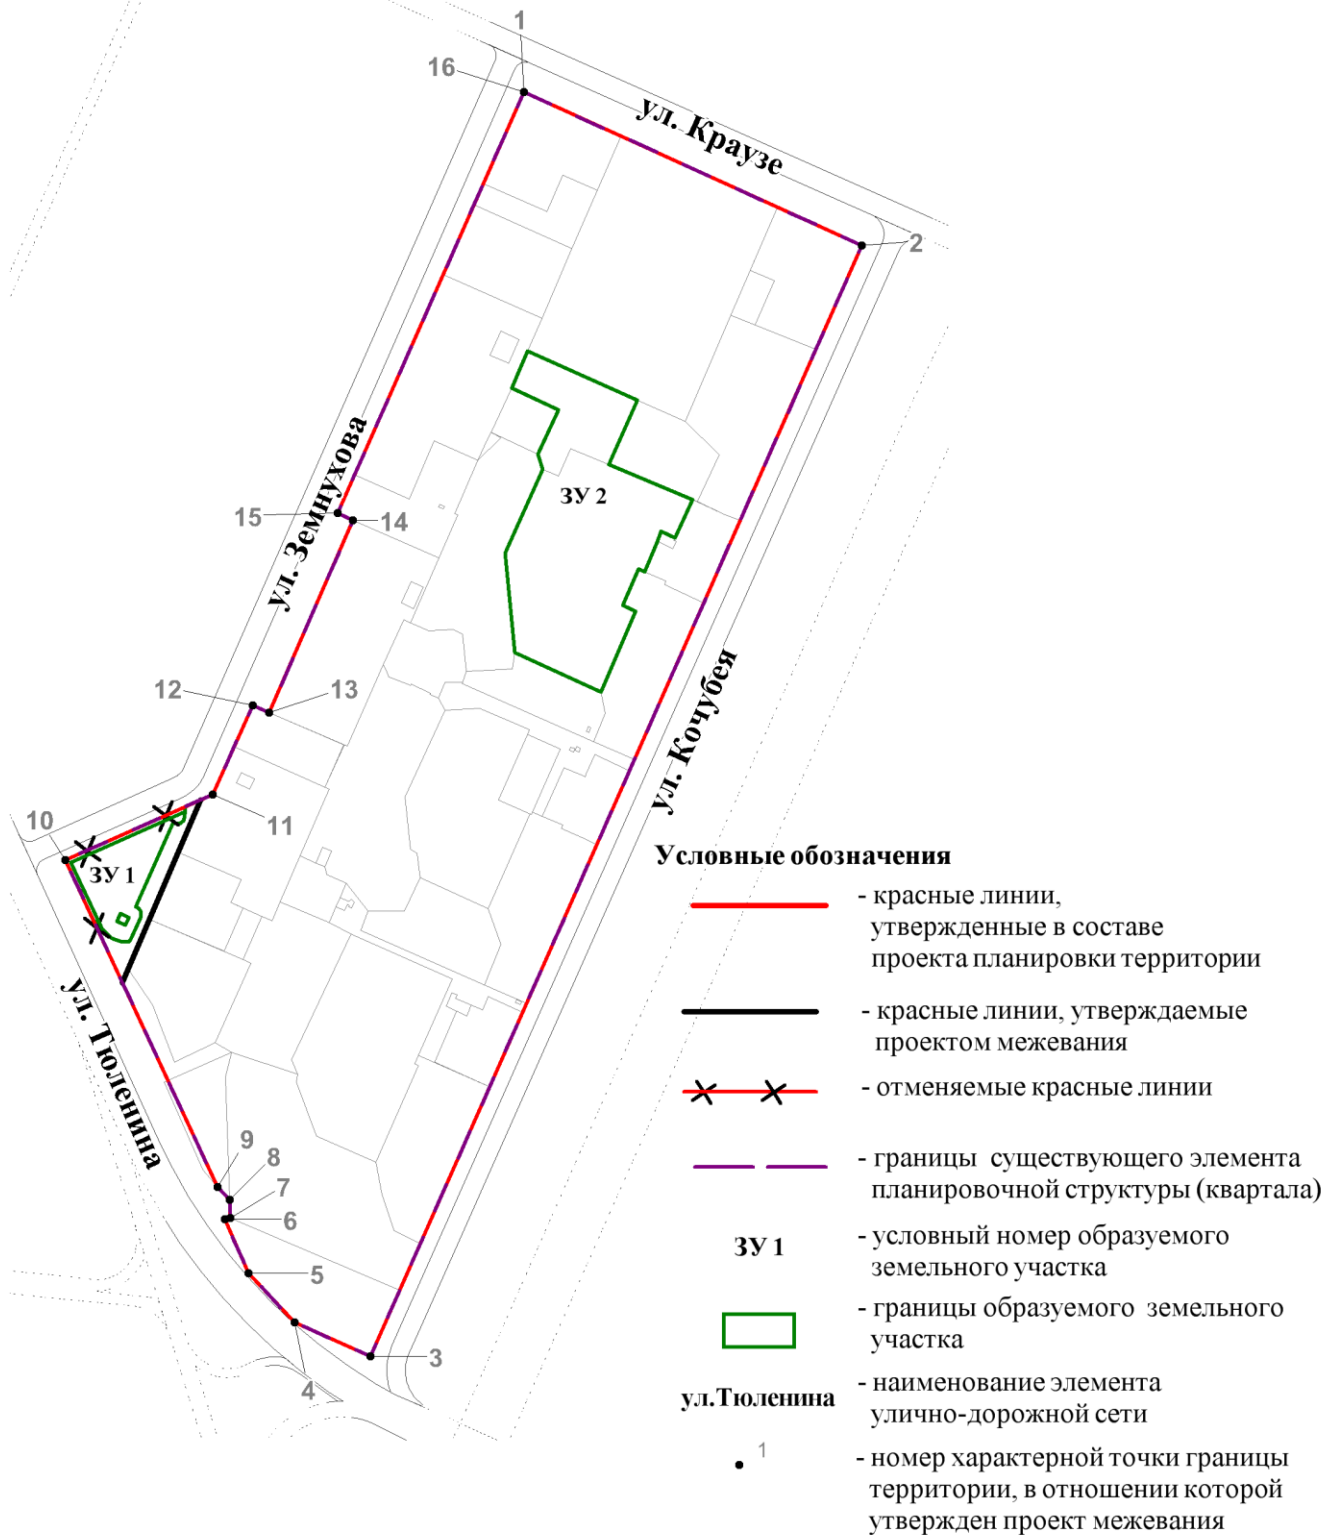 1
16
ул. Краузе
2
ул. Земнухова
ЗУ 2
15
14
12
13
ул. Кочубея
10
11
ЗУ 1
ул. Тюленина
9
8
7
6
5
3
4
Условные обозначения
- красные линии,
утвержденные в составе
проекта планировки территории
- красные линии, утверждаемые
проектом межевания
- отменяемые красные линии
- границы существующего элемента
планировочной структуры (квартала)
ЗУ 1
- условный номер образуемого
земельного участка
- границы образуемого земельного
участка
ул.Тюленина
- наименование элемента
улично-дорожной сети
1
- номер характерной точки границы
территории, в отношении которой
утвержден проект межевания